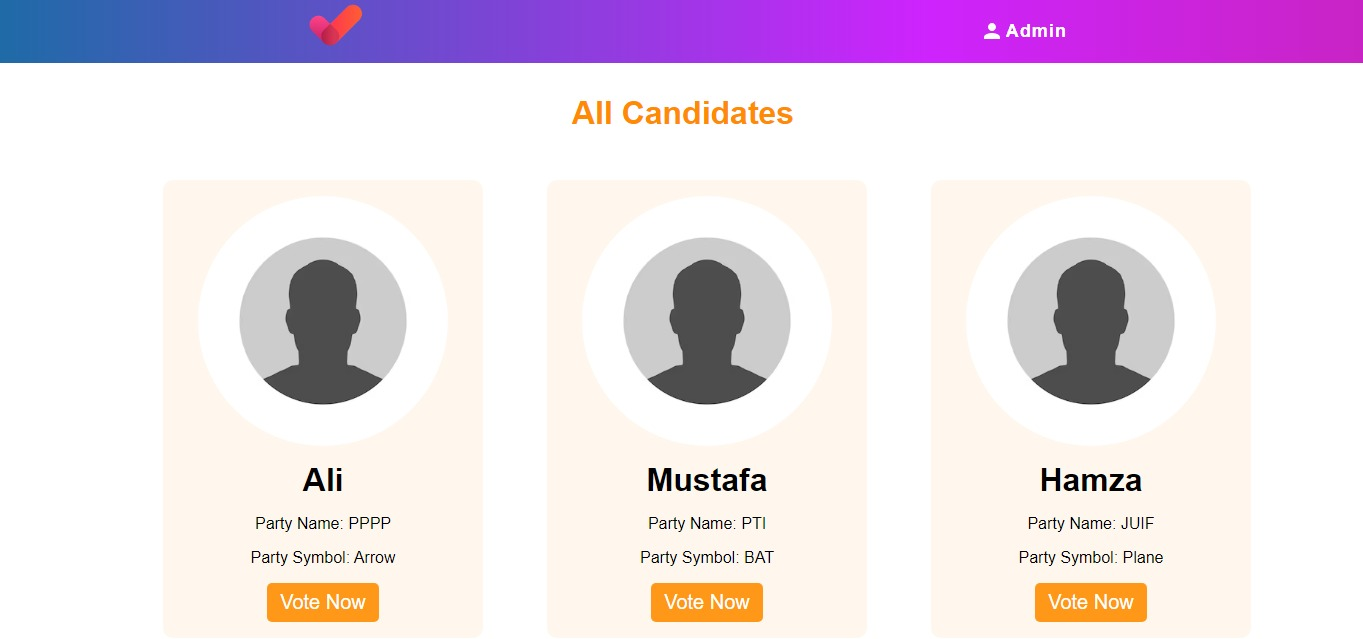 Admin
All Candidates
Ali
Party Name: PPPP
Party Symbol: Arrow
Vote Now
Mustafa
Party Name: PTI
Party Symbol: BAT
Vote Now
Hamza
Party Name: JUIF
Party Symbol: Plane
Vote Now